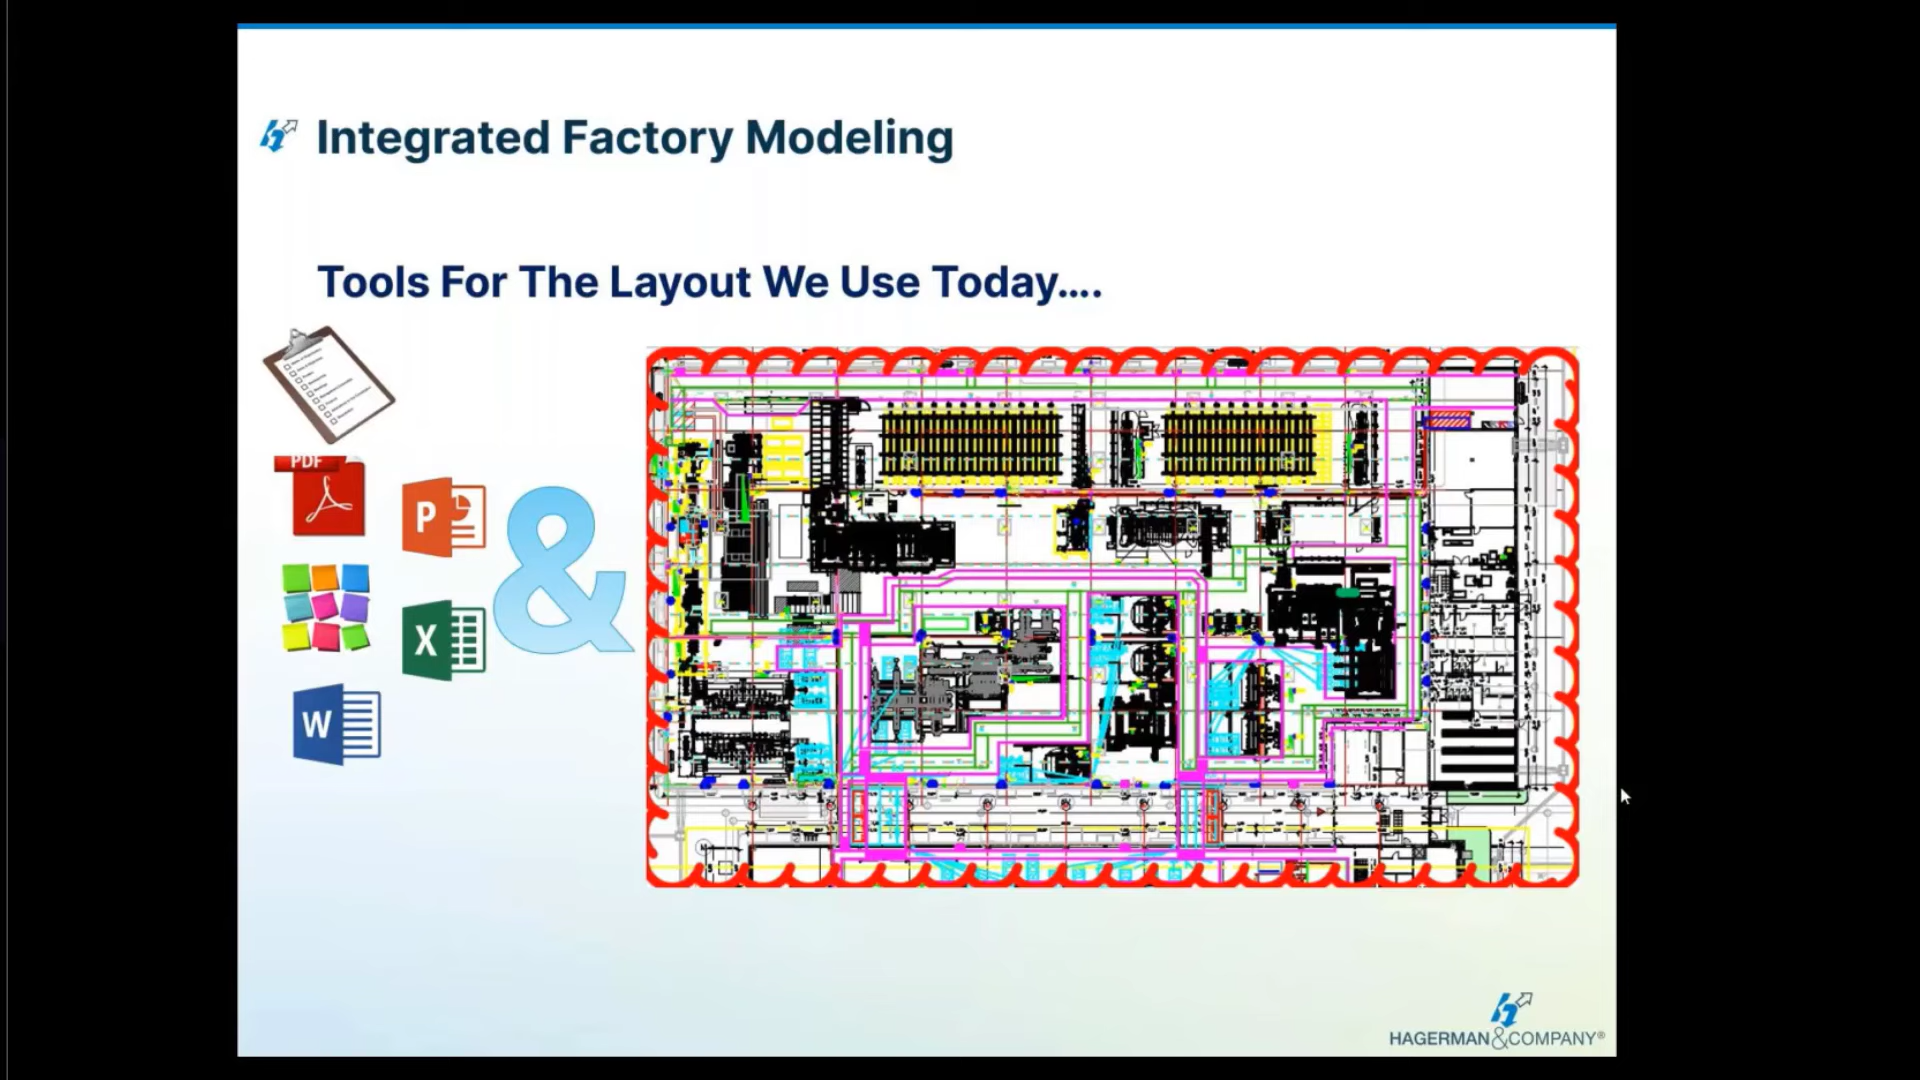 Integrated Factory Modeling
Tools For The Layout We Use Today....
PDF
P
&
X
W
HAGERMAN&COMPANY®